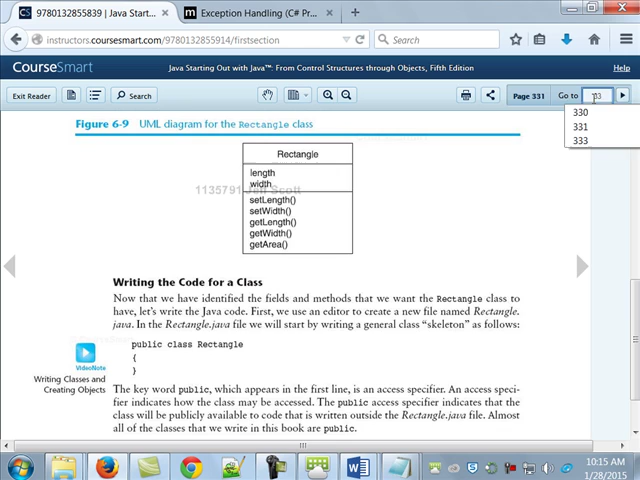 9780132855839 | Java Start...
Exception Handling (C# Pr...
instructors.coursesmart.com/9780132855914/firstsection
Search
CourseSmart
Java Starting Out with Java™: From Control Structures through Objects, Fifth Edition
Exit Reader
Search
Page 331
Go to
330
331
333
Figure 6-9 UML diagram for the Rectangle class
Rectangle
length
width
1135791 Jeff Scott
setLength()
setWidth()
getLength()
getWidth()
getArea()
Writing the Code for a Class
Now that we have identified the fields and methods that we want the Rectangle class to
have, let's write the Java code. First, we use an editor to create a new file named Rectangle.
java. In the Rectangle.java file we will start by writing a general class "skeleton" as follows:
public class Rectangle
{
}
VideoNote
Writing Classes and
Creating Objects
The key word public, which appears in the first line, is an access specifier. An access speci-
fier indicates how the class may be accessed. The public access specifier indicates that the
class will be publicly available to code that is written outside the Rectangle.java file. Almost
all of the classes that we write in this book are public.
10:15 AM
1/28/2015